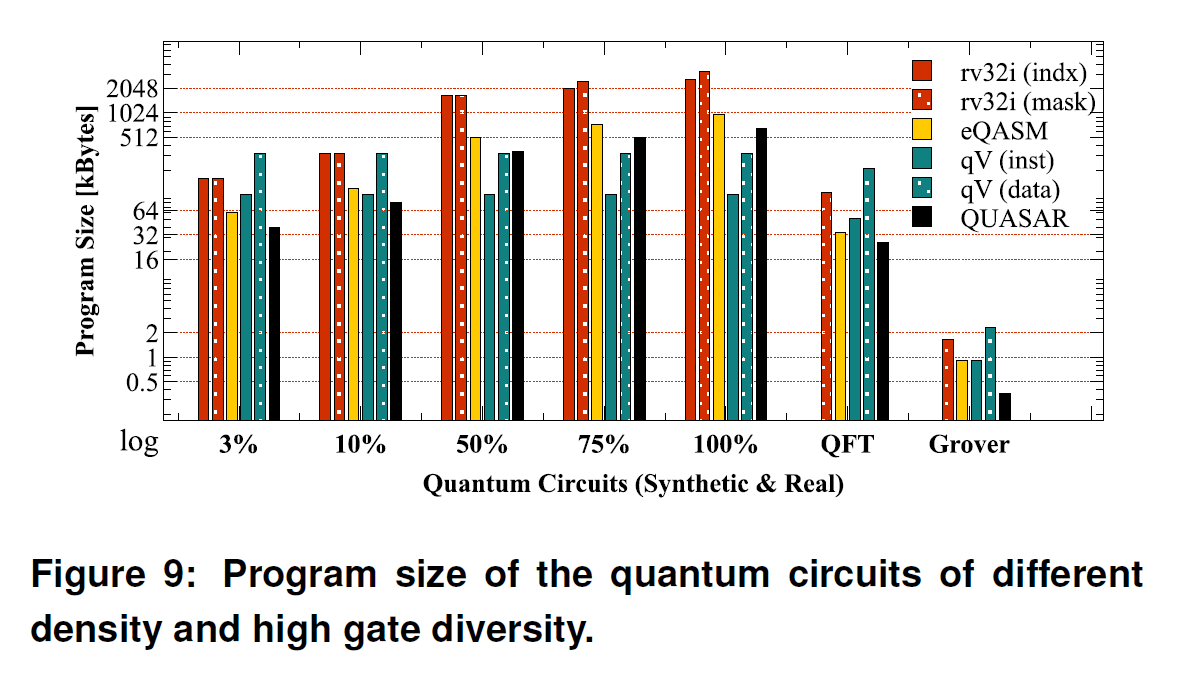 Program Size [kBytes]
2048
1024
512
64
32
16
2
1
0.5
log
rv32i (indx)
rv32i (mask)
eQASM
qV (inst)
qV (data)
QUASAR
3% 10% 50% 75% 100% QFT Grover
Quantum Circuits (Synthetic & Real)
Figure 9: Program size of the quantum circuits of different
density and high gate diversity.